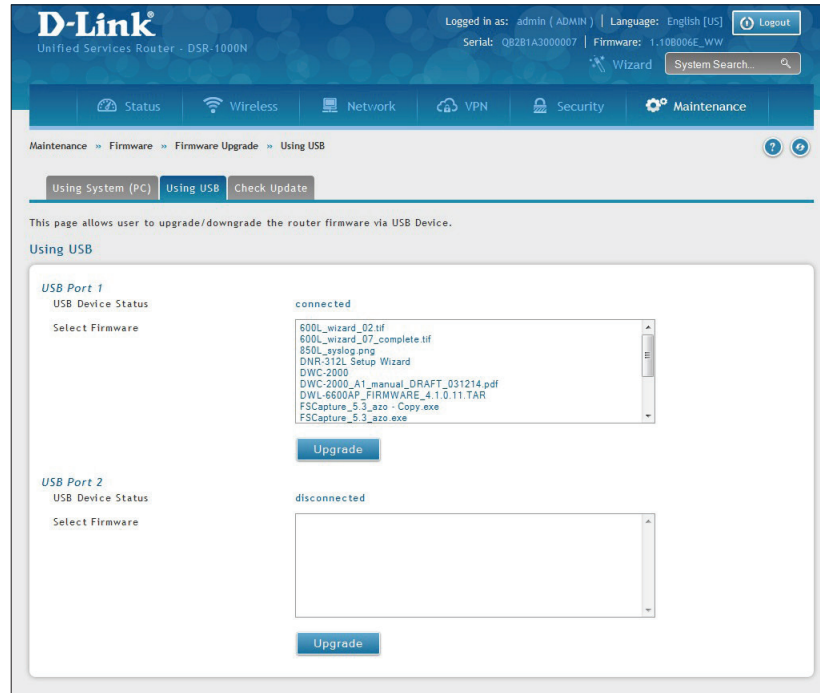 D-Link®
Unified Services Router - DSR-1000N
Logged in as: admin ( ADMIN ) | Language: English [US]
Logout
Serial: QB2B1A3000007 | Firmware: 1.10B006E_WW
Wizard
System Search...
Status
Wireless
Network
VPN
Security
Maintenance
Maintenance » Firmware » Firmware Upgrade » Using USB
Using System (PC)
Using USB
Check Update
This page allows user to upgrade/downgrade the router firmware via USB Device.
Using USB
USB Port 1
USB Device Status connected
Select Firmware
600L_wizard_02.tif
600L_wizard_07_complete.tif
850L_syslog.png
DNR-312L Setup Wizard
DWC-2000
DWC-2000_A1_manual_DRAFT_031214.pdf
DWL-6600AP_FIRMWARE_4.1.0.11.TAR
FSCapture_5.3_azo - Copy.exe
FSCapture_5.3_azo.exe
Upgrade
USB Port 2
USB Device Status disconnected
Select Firmware
Upgrade